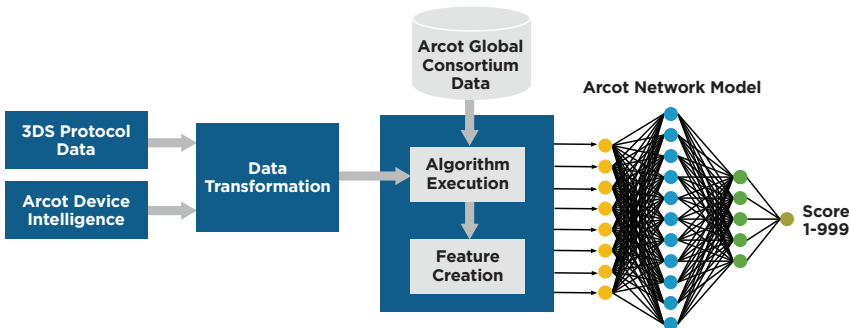 Arcot Global
Consortium
Data
Arcot Network Model
3DS Protocol
Data
Data
Transformation
Algorithm
Execution
Arcot Device
Intelligence
Feature
Creation
Score
1-999